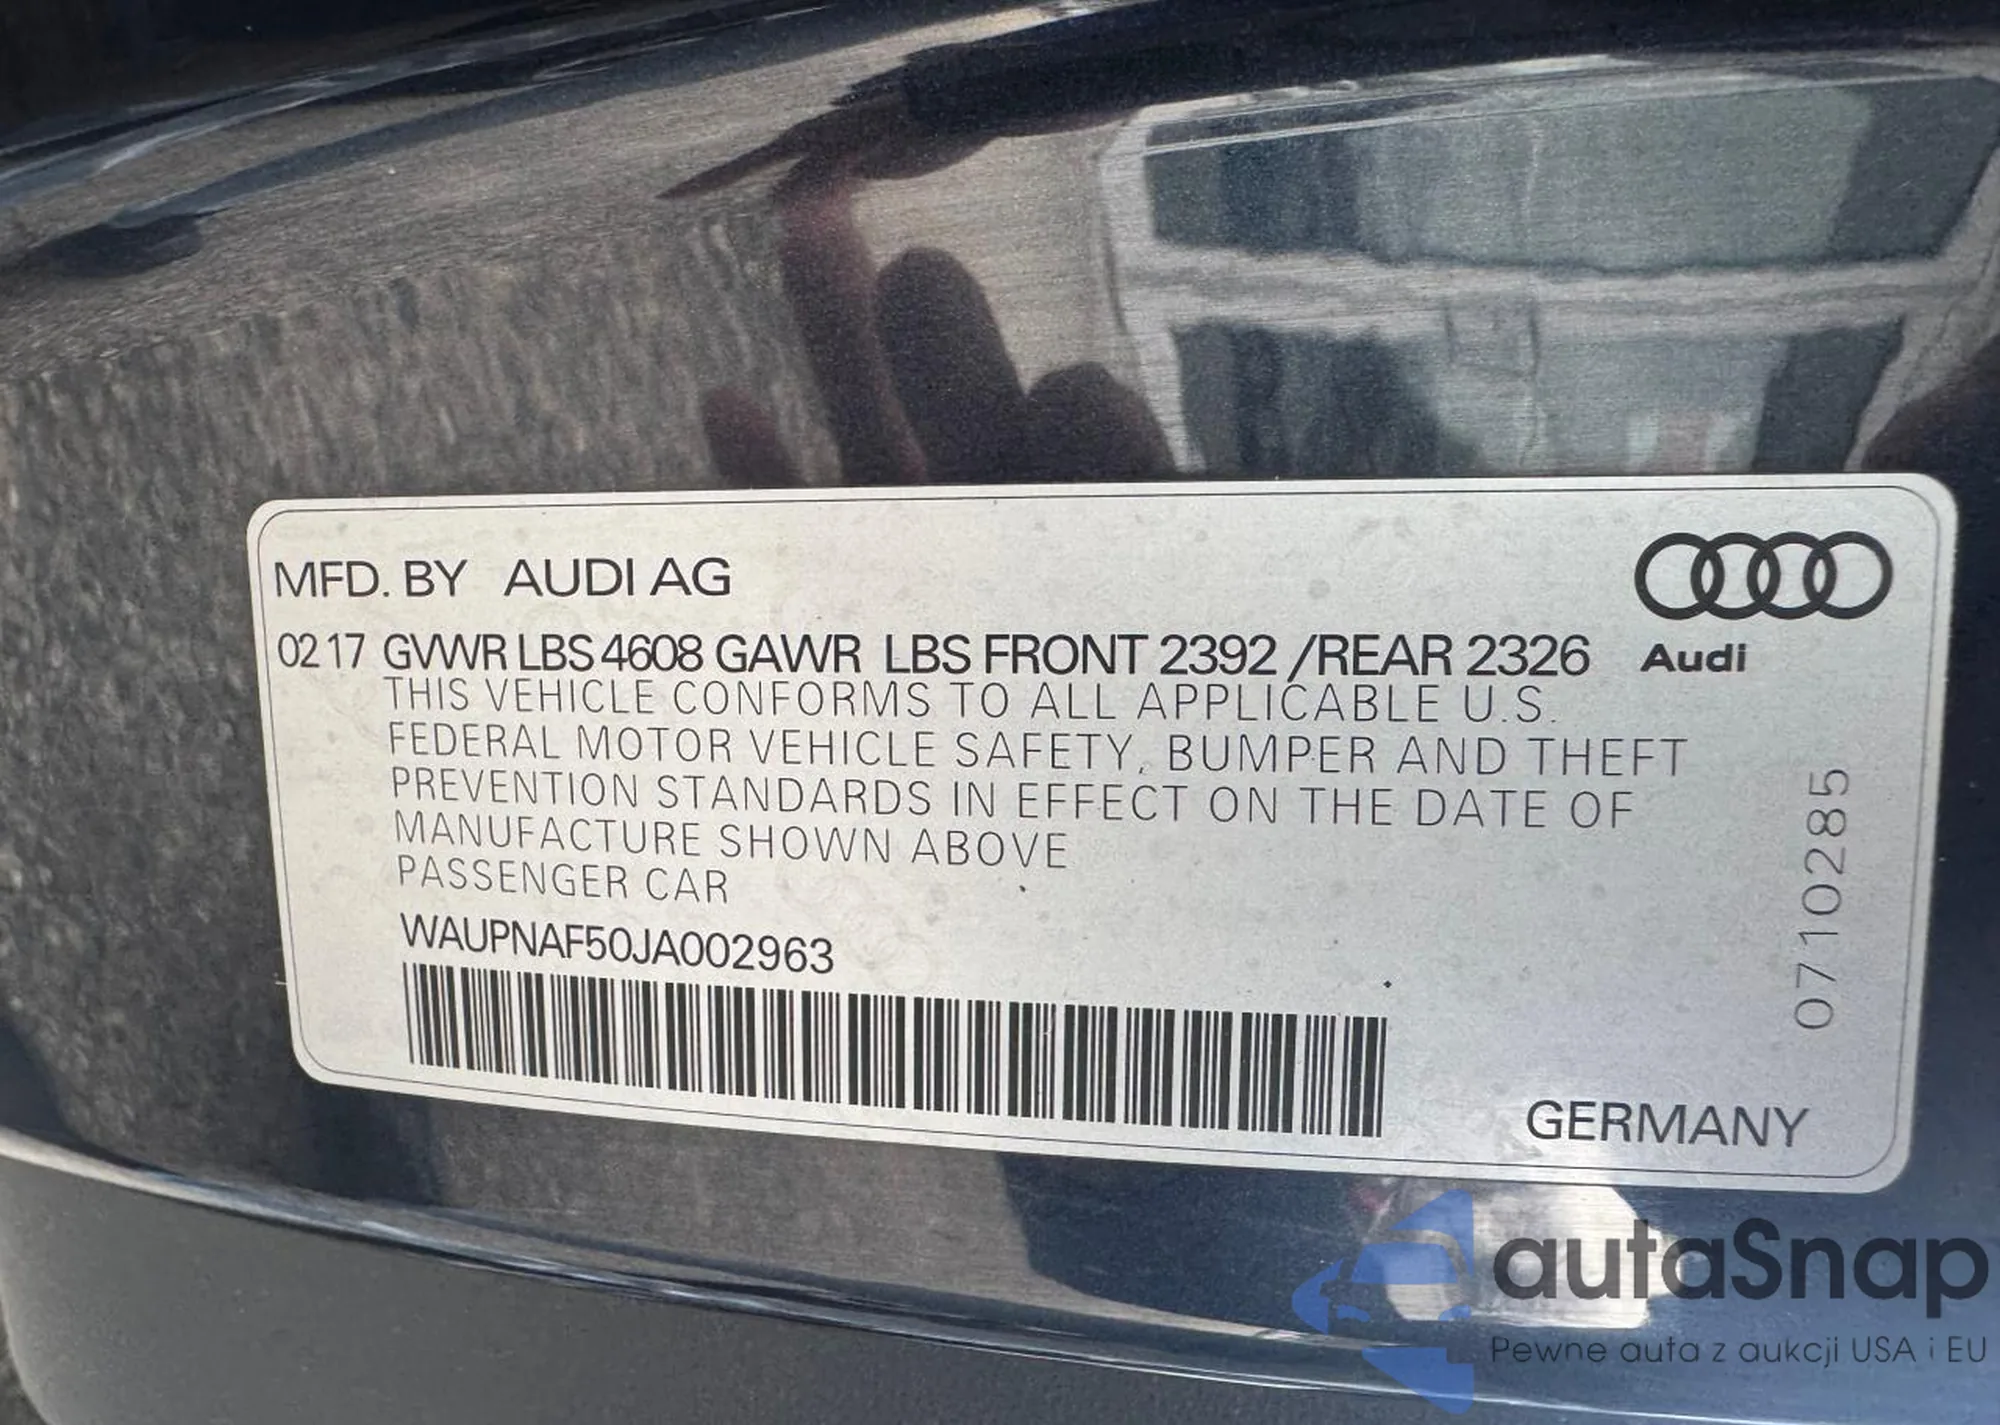 MFD. BY AUDI AG
02 17 GVWR LBS 4608 GAWR LBS FRONT 2392 /REAR 2326
Audi
THIS VEHICLE CONFORMS TO ALL APPLICABLE U.S.
FEDERAL MOTOR VEHICLE SAFETY, BUMPER AND THEFT
PREVENTION STANDARDS IN EFFECT ON THE DATE OF
MANUFACTURE SHOWN ABOVE
PASSENGER CAR
WAUPNAF50JA002963
0710285
GERMANY
autaSnap
Pewne auta z aukcji USA i EU